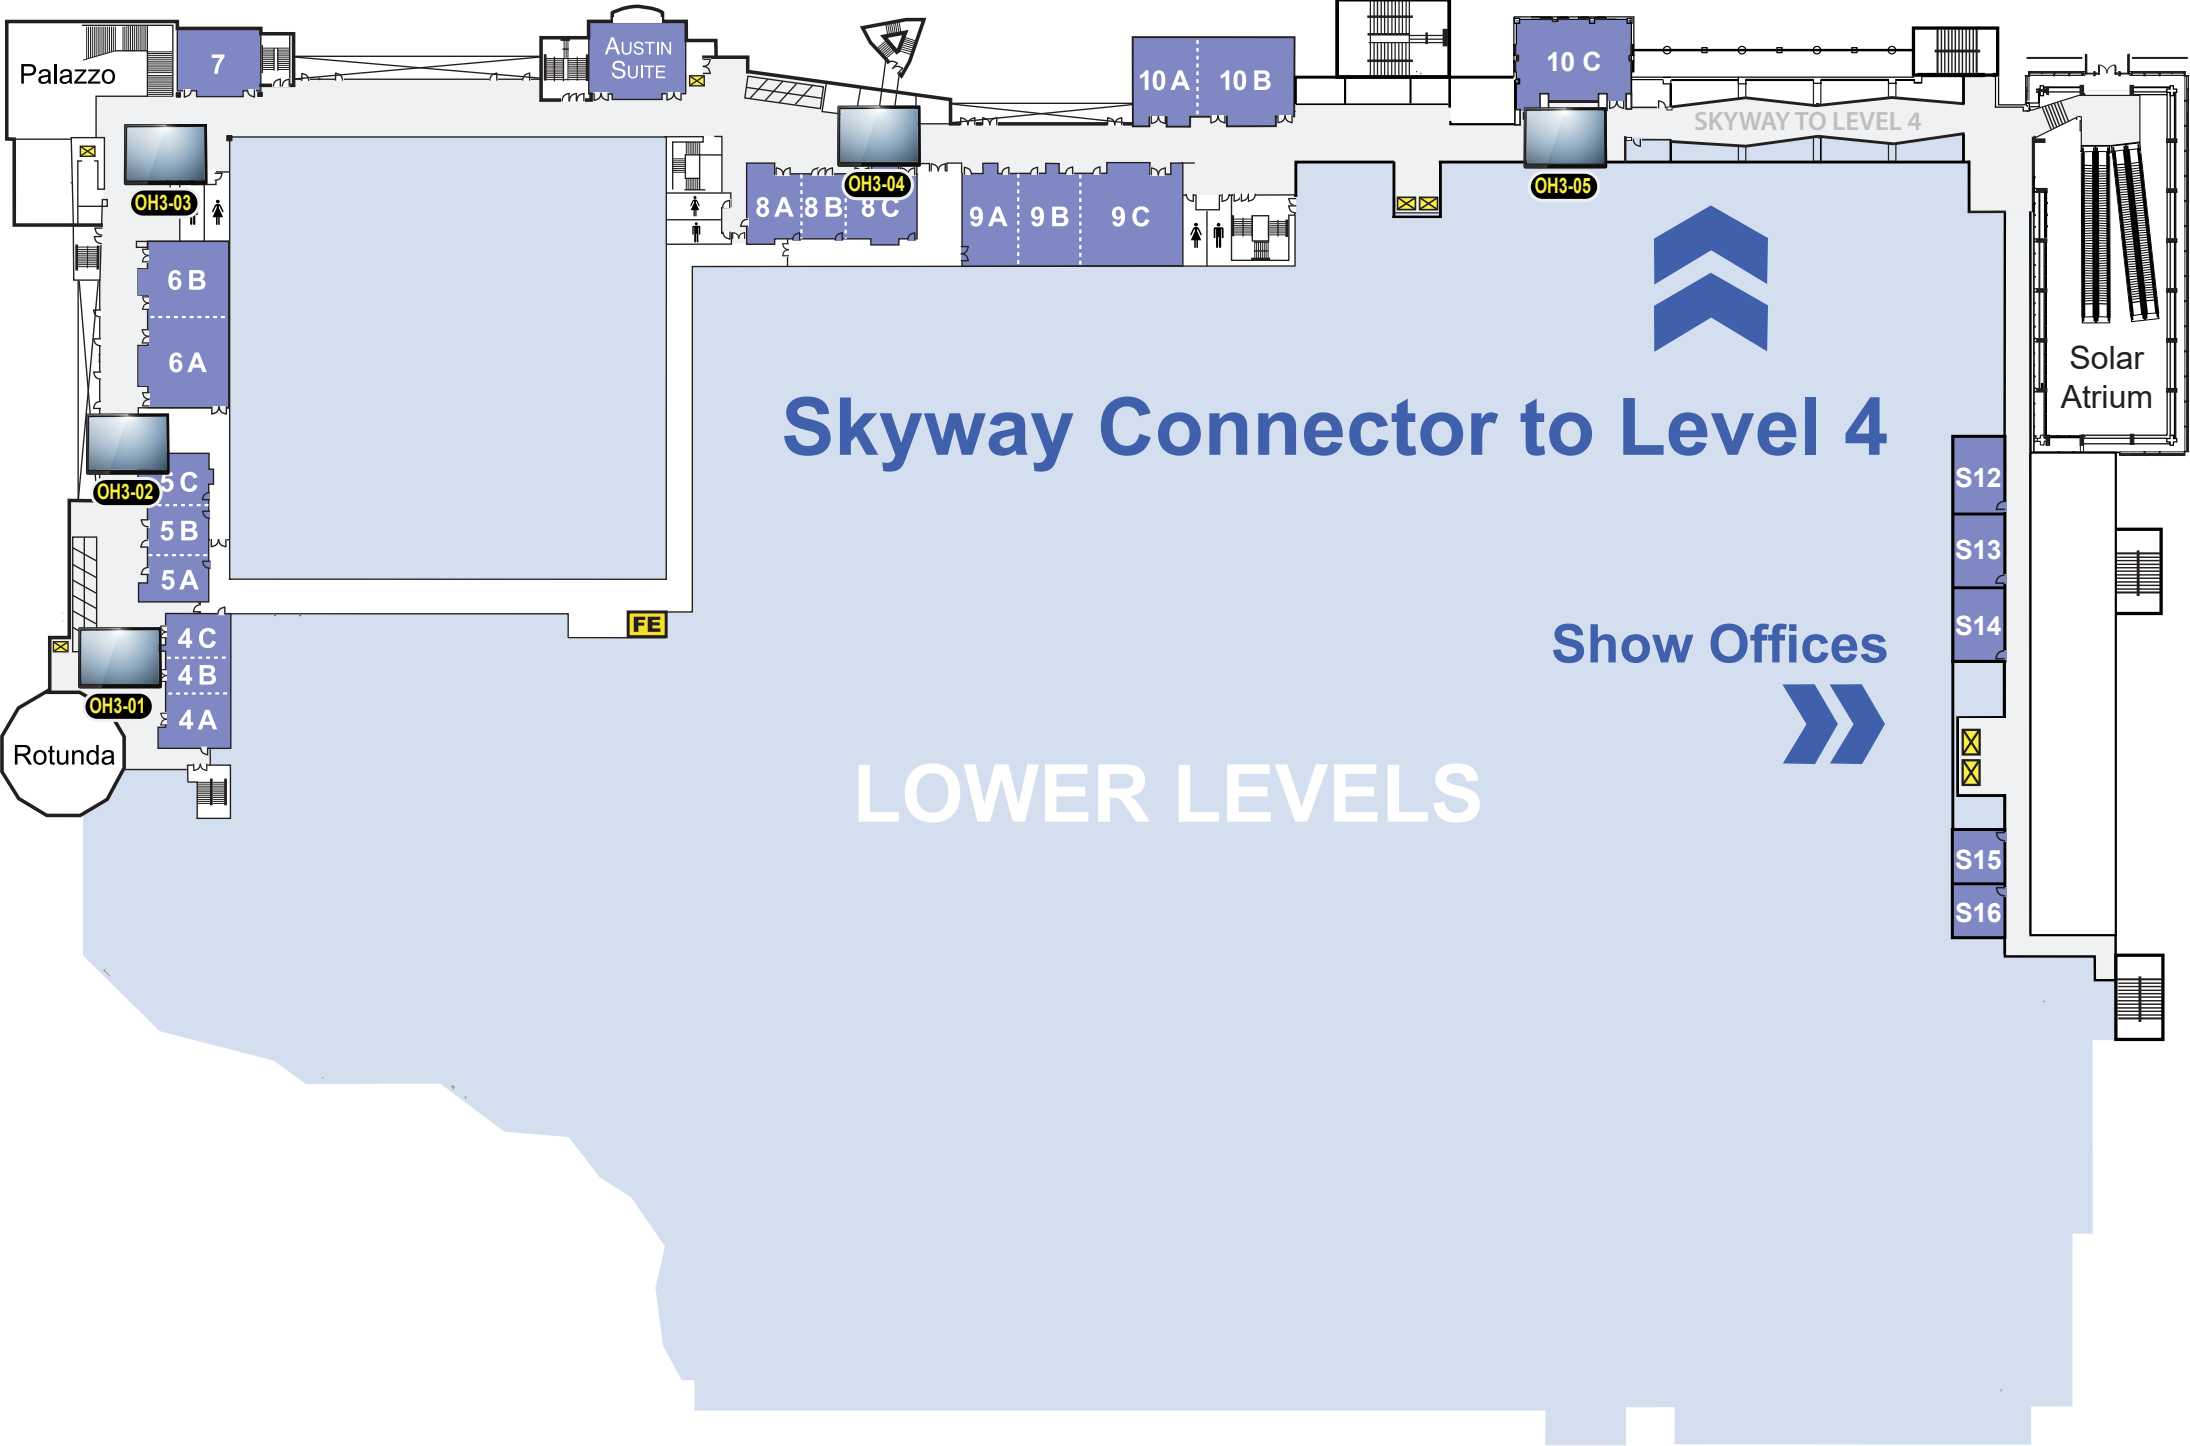 Palazzo
7
AUSTIN
SUITE
10 A
10 B
10 C
SKYWAY TO LEVEL 4
OH3-03
OH3-04
OH3-05
8 A
8 B
8 C
9 A
9 B
9 C
6 B
6 A
Solar
Atrium
Skyway Connector to Level 4
OH3-02
5 C
5 B
5 A
S12
S13
S14
FE
4 C
4 B
4 A
Show Offices
OH3-01
Rotunda
LOWER LEVELS
S15
S16